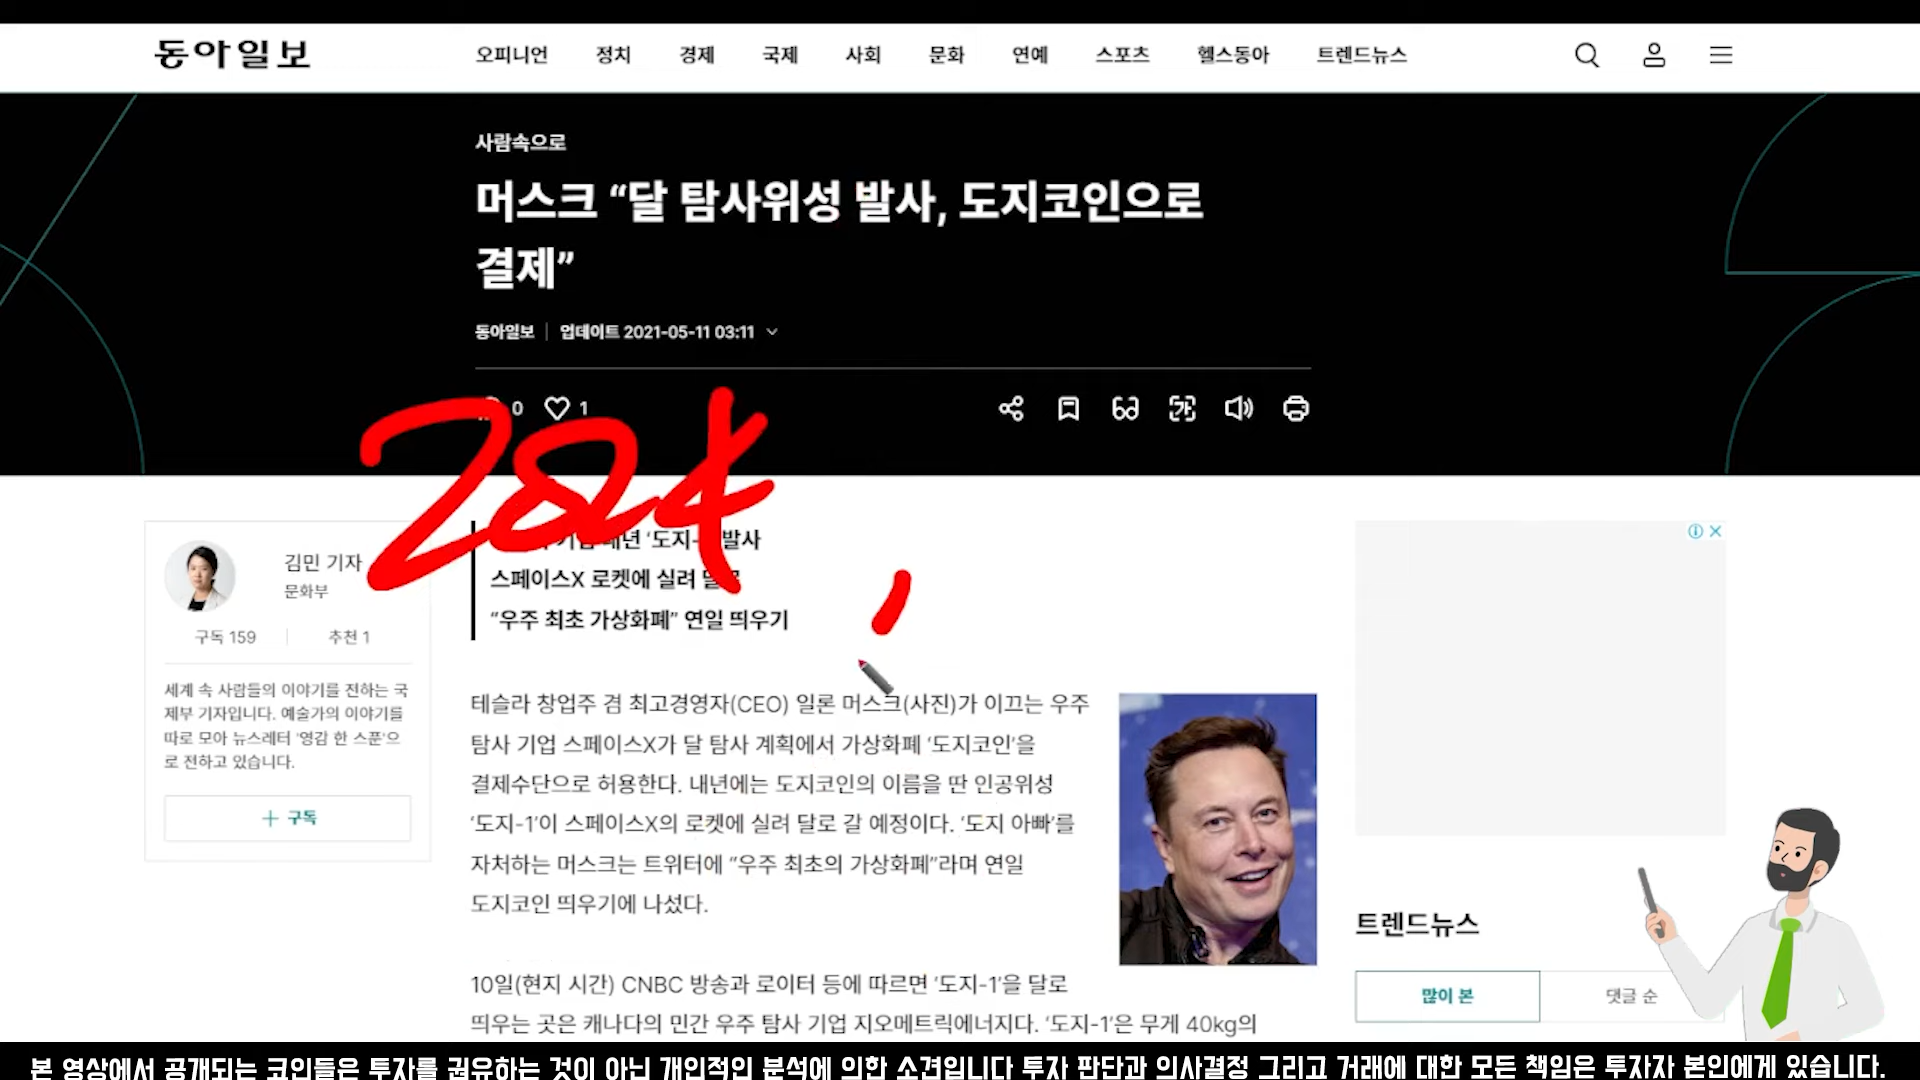 동아일보 오피니언 정치 경제 국제 사회 문화 연예 스포츠 헬스동아 트렌드뉴스
사람속으로
머스크 “달 탐사위성 발사, 도지코인으로
결제”
동아일보 | 업데이트 2021-05-11 03:11
0 1
2024,
김민 기자
문화부
구독 159 추천 1
세계 속 사람들의 이야기를 전하는 국
제부 기자입니다. 예술가의 이야기를
따로 모아 뉴스레터 ‘영감 한 스푼’으
로 전하고 있습니다.
+ 구독
‘도지- 발사
스페이스X 로켓에 실려
“우주 최초 가상화폐” 연일 띄우기
테슬라 창업주 겸 최고경영자(CEO) 일론 머스크(사진)가 이끄는 우주
탐사 기업 스페이스X가 달 탐사 계획에서 가상화폐 ‘도지코인’을
결제수단으로 허용한다. 내년에는 도지코인의 이름을 딴 인공위성
‘도지-1’이 스페이스X의 로켓에 실려 달로 갈 예정이다. ‘도지 아빠’를
자처하는 머스크는 트위터에 “우주 최초의 가상화폐”라며 연일
도지코인 띄우기에 나섰다.
10일(현지 시간) CNBC 방송과 로이터 등에 따르면 ‘도지-1’을 달로
띄우는 곳은 캐나다의 민간 우주 탐사 기업 지오메트릭에너지다. ‘도지-1’은 무게 40kg의
트렌드뉴스
많이 본 댓글 순
본 영상에서 공개되는 코인들은 투자를 권유하는 것이 아닌 개인적인 분석에 의한 소견입니다 투자 판단과 의사결정 그리고 거래에 대한 모든 책임은 투자자 본인에게 있습니다.